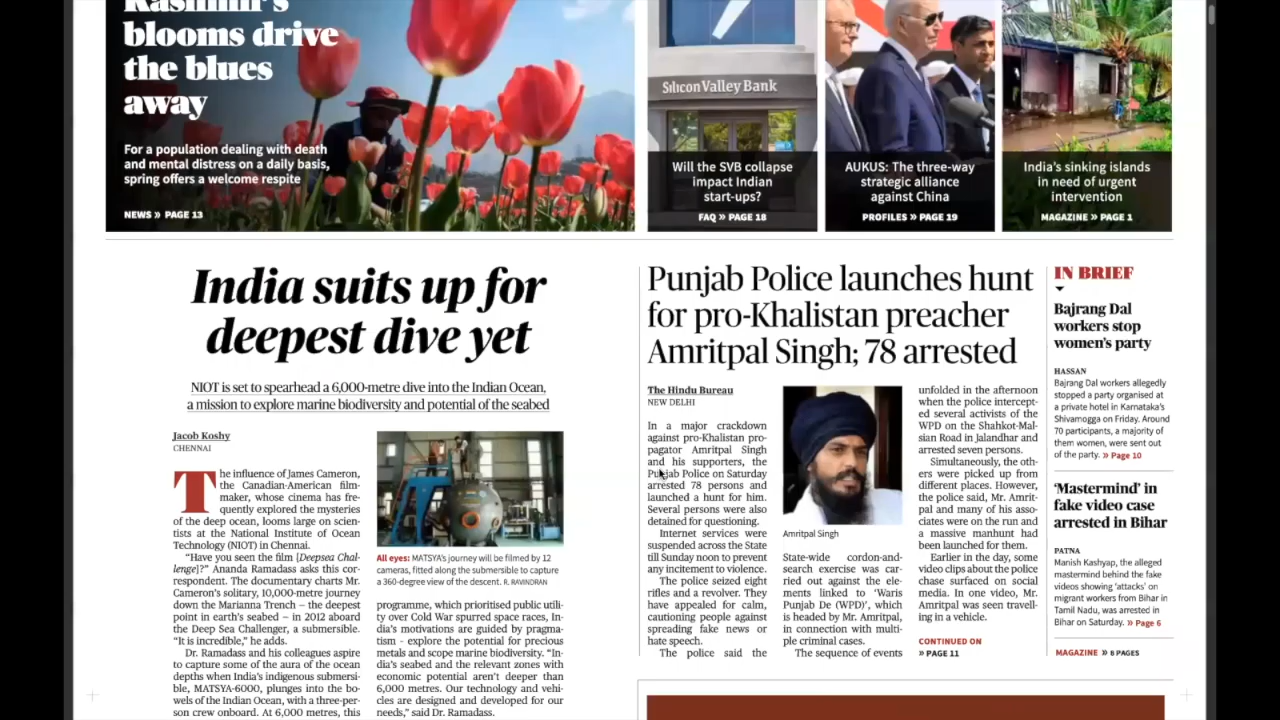 Kashmir's
blooms drive
the blues
away
For a population dealing with death
and mental distress on a daily basis,
spring offers a welcome respite
NEWS » PAGE 13
Silicon Valley Bank
Will the SVB collapse
impact Indian
start-ups?
FAQ » PAGE 18
AUKUS: The three-way
strategic alliance
against China
PROFILES » PAGE 19
India's sinking islands
in need of urgent
intervention
MAGAZINE » PAGE 1
India suits up for
deepest dive yet
NIOT is set to spearhead a 6,000-metre dive into the Indian Ocean,
a mission to explore marine biodiversity and potential of the seabed
Jacob Koshy
CHENNAI
The influence of James Cameron,
the Canadian-American film-
maker, whose cinema has fre-
quently explored the mysteries
of the deep ocean, looms large on scien-
tists at the National Institute of Ocean
Technology (NIOT) in Chennai.
"Have you seen the film [Deepsea Chal-
lenge]?" Ananda Ramadass asks this cor-
respondent. The documentary charts Mr.
Cameron's solitary, 10,000-metre journey
down the Marianna Trench – the deepest
point in earth's seabed – in 2012 aboard
the Deep Sea Challenger, a submersible.
"It is incredible," he adds.
Dr. Ramadass and his colleagues aspire
to capture some of the aura of the ocean
depths when India's indigenous submersi-
ble, MATSYA-6000, plunges into the bo-
wels of the Indian Ocean, with a three-per-
son crew onboard. At 6,000 metres, this
All eyes: MATSYA's journey will be filmed by 12
cameras, fitted along the submersible to capture
a 360-degree view of the descent. R. RAVINDRAN
programme, which prioritised public utili-
ty over Cold War spurred space races, In-
dia's motivations are guided by pragma-
tism - explore the potential for precious
metals and scope marine biodiversity. "In-
dia's seabed and the relevant zones with
economic potential aren't deeper than
6,000 metres. Our technology and vehi-
cles are designed and developed for our
needs," said Dr. Ramadass.
Punjab Police launches hunt
for pro-Khalistan preacher
Amritpal Singh; 78 arrested
The Hindu Bureau
NEW DELHI
In a major crackdown
against pro-Khalistan pro-
pagator Amritpal Singh
and his supporters, the
Punjab Police on Saturday
arrested 78 persons and
launched a hunt for him.
Several persons were also
detained for questioning.
Internet services were
suspended across the State
till Sunday noon to prevent
any incitement to violence.
The police seized eight
rifles and a revolver. They
have appealed for calm,
cautioning people against
spreading fake news or
hate speech.
The police said the
Amritpal Singh
State-wide cordon-and-
search exercise was car-
ried out against the ele-
ments linked to 'Waris
Punjab De (WPD)', which
is headed by Mr. Amritpal,
in connection with multi-
ple criminal cases.
The sequence of events
unfolded in the afternoon
when the police intercept-
ed several activists of the
WPD on the Shahkot-Mal-
sian Road in Jalandhar and
arrested seven persons.
Simultaneously, the oth-
ers were picked up from
different places. However,
the police said, Mr. Amrit-
pal and many of his asso-
ciates were on the run and
a massive manhunt had
been launched for them.
Earlier in the day, some
video clips about the police
chase surfaced on social
media. In one video, Mr.
Amritpal was seen travell-
ing in a vehicle.
CONTINUED ON
» PAGE 11
IN BRIEF
Bajrang Dal
workers stop
women's party
HASSAN
Bajrang Dal workers allegedly
stopped a party organised at
a private hotel in Karnataka's
Shivamogga on Friday. Around
70 participants, a majority of
them women, were sent out
of the party. » Page 10
'Mastermind' in
fake video case
arrested in Bihar
PATNA
Manish Kashyap, the alleged
mastermind behind the fake
videos showing 'attacks' on
migrant workers from Bihar in
Tamil Nadu, was arrested in
Bihar on Saturday. » Page 6
MAGAZINE » 8 PAGES